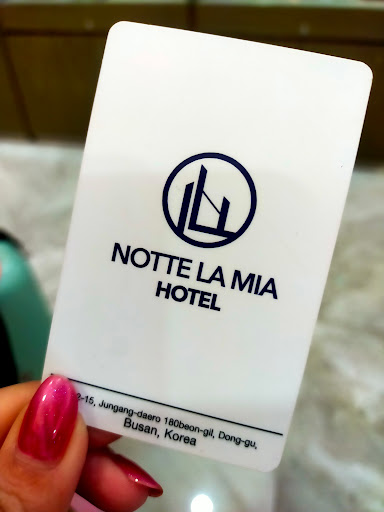 NOTTE LA MIA
HOTEL
-15, Jungang-daero 180beon-gil, Dong-gu,
Busan, Korea